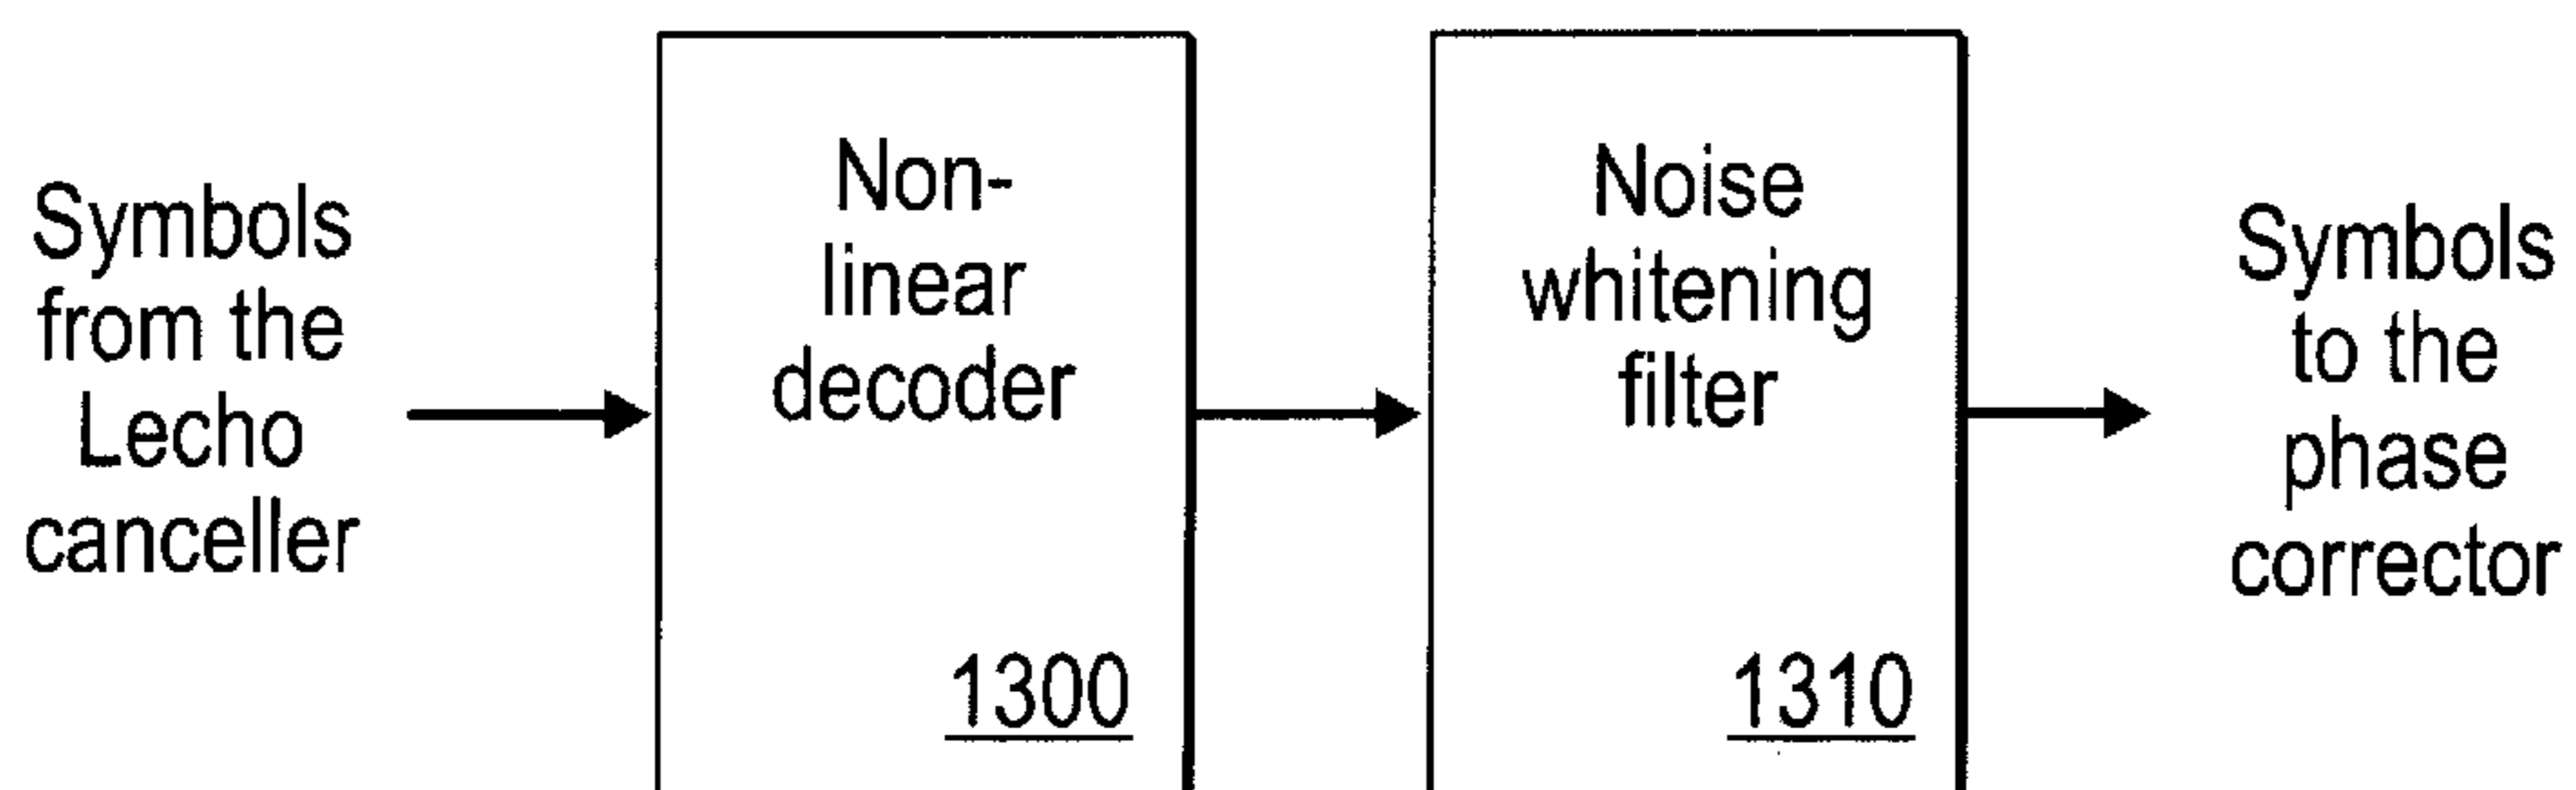 Symbols
from the
Lecho
canceller
Non-
linear
decoder
1300
Noise
whitening
filter
1310
Symbols
to the
phase
corrector